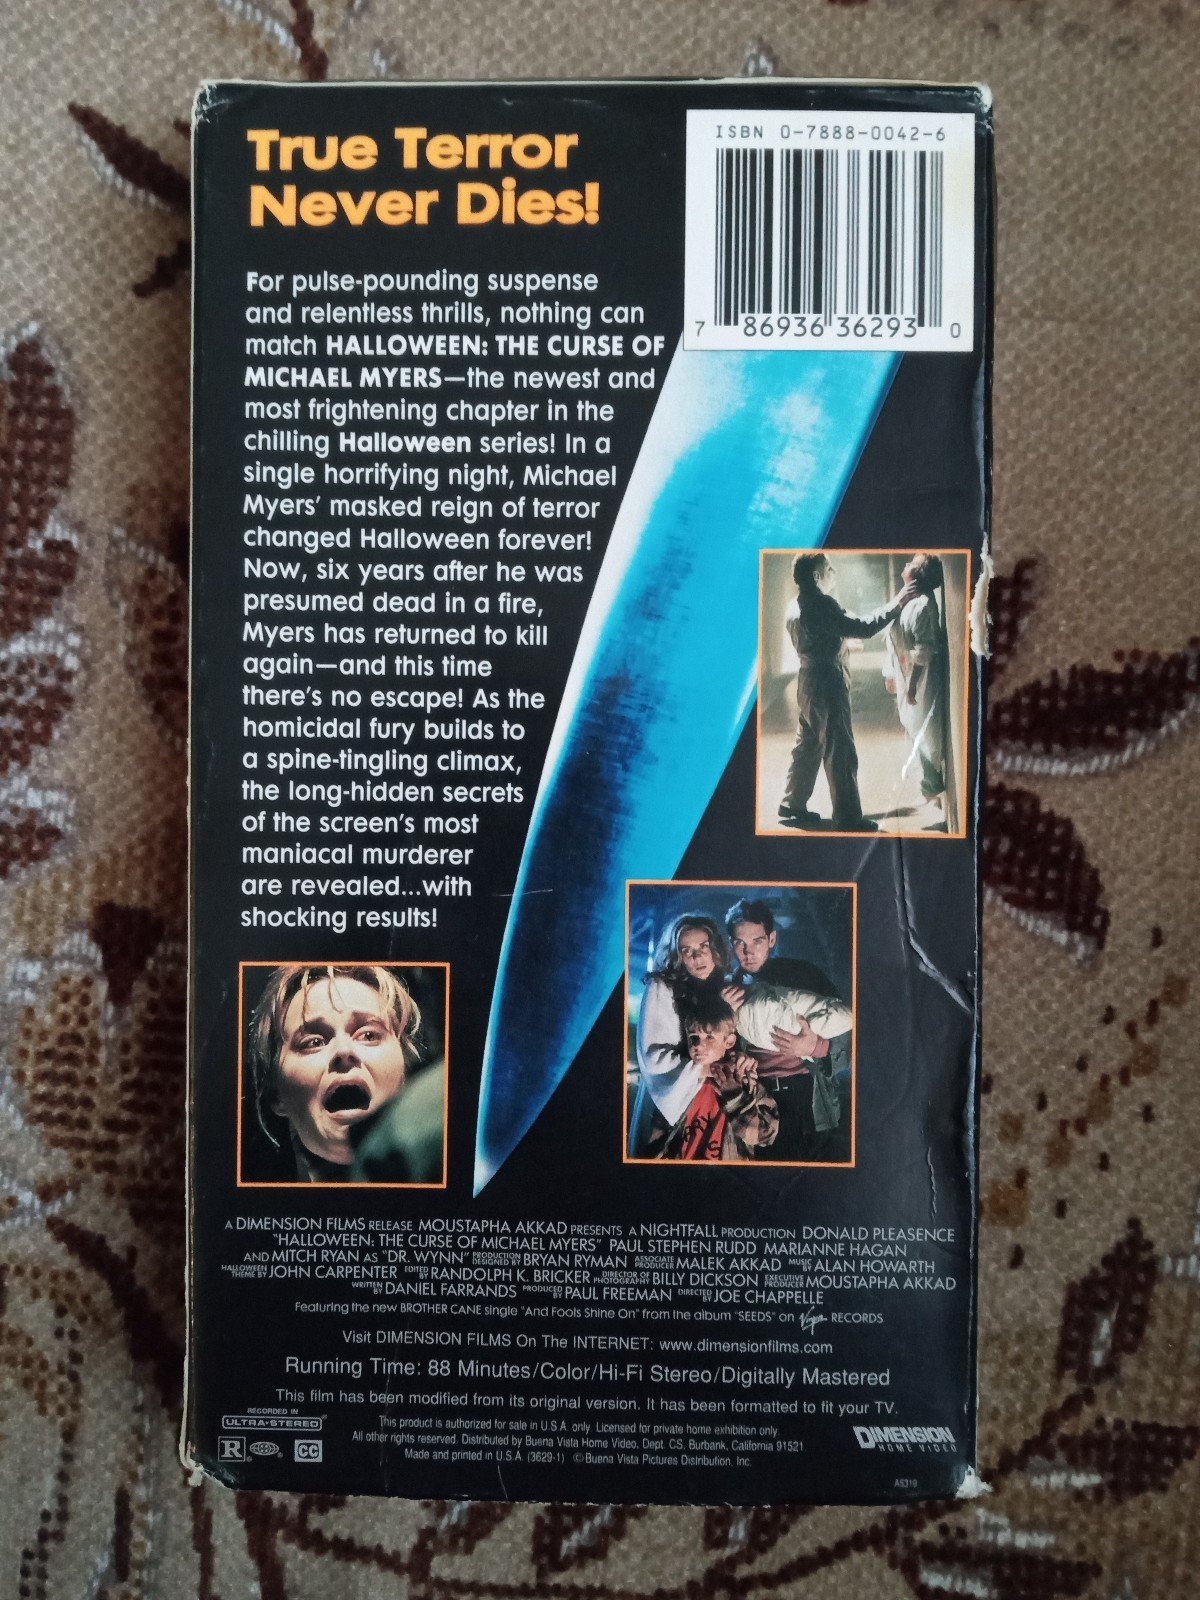 True Terror
Never Dies!
ISBN 0-7888-0042-6
7 86936 36293 0
For pulse-pounding suspense
and relentless thrills, nothing can
match HALLOWEEN: THE CURSE OF
MICHAEL MYERS—the newest and
most frightening chapter in the
chilling Halloween series! In a
single horrifying night, Michael
Myers' masked reign of terror
changed Halloween forever!
Now, six years after he was
presumed dead in a fire,
Myers has returned to kill
again—and this time
there's no escape! As the
homicidal fury builds to
a spine-tingling climax,
the long-hidden secrets
of the screen's most
maniacal murderer
are revealed...with
shocking results!
A DIMENSION FILMS RELEASE MOUSTAPHA AKKAD PRESENTS A NIGHTFALL PRODUCTION DONALD PLEASENCE
"HALLOWEEN: THE CURSE OF MICHAEL MYERS" PAUL STEPHEN RUDD MARIANNE HAGAN
AND MITCH RYAN AS "DR. WYNN" PRODUCTION DESIGNED BY BRYAN RYMAN ASSOCIATE PRODUCER MALEK AKKAD MUSIC BY ALAN HOWARTH
HALLOWEEN THEME BY JOHN CARPENTER EDITED BY RANDOLPH K. BRICKER DIRECTOR OF PHOTOGRAPHY BILLY DICKSON EXECUTIVE PRODUCER MOUSTAPHA AKKAD
WRITTEN BY DANIEL FARRANDS PRODUCED BY PAUL FREEMAN DIRECTED BY JOE CHAPPELLE
Featuring the new BROTHER CANE single "And Fools Shine On" from the album "SEEDS" on Virgin RECORDS
Visit DIMENSION FILMS On The INTERNET: www.dimensionfilms.com
Running Time: 88 Minutes/Color/Hi-Fi Stereo/Digitally Mastered
This film has been modified from its original version. It has been formatted to fit your TV.
RECORDED IN
ULTRA-STEREO®
This product is authorized for sale in U.S.A. only. Licensed for private home exhibition only.
All other rights reserved. Distributed by Buena Vista Home Video, Dept. CS, Burbank, California 91521.
Made and printed in U.S.A. (3629-1) ©Buena Vista Pictures Distribution, Inc.
R CC
DIMENSION
HOME VIDEO
AS319